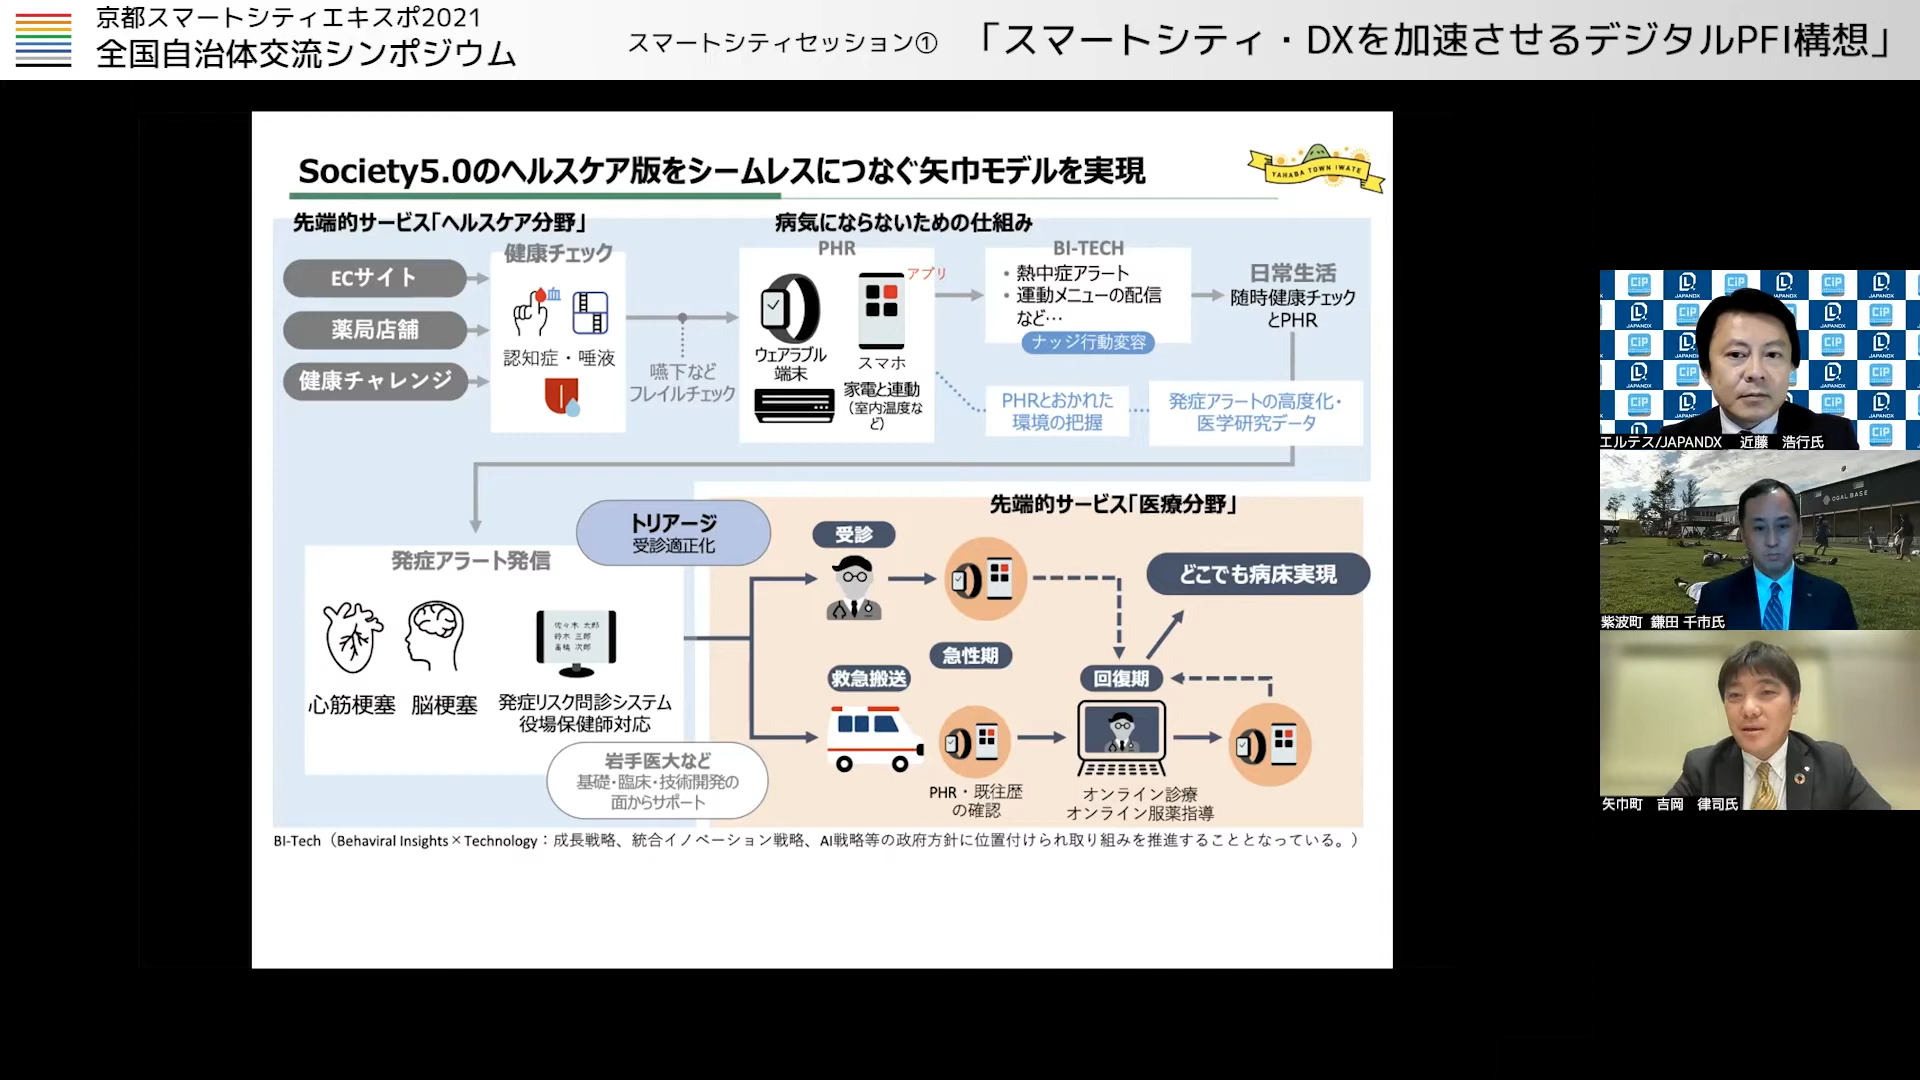 京都スマートシティエキスポ2021
全国自治体交流シンポジウム
スマートシティセッション① 「スマートシティ・DXを加速させるデジタルPFI構想」
Society5.0のヘルスケア版をシームレスにつなぐ矢巾モデルを実現
YAHABA TOWN IWATE
先端的サービス「ヘルスケア分野」
病気にならないための仕組み
ECサイト
薬局店舗
健康チャレンジ
健康チェック
血
認知症・唾液
嚥下など
フレイルチェック
PHR
アプリ
ウェアラブル
端末
スマホ
家電と連動
（室内温度な
ど）
BI-TECH
・熱中症アラート
・運動メニューの配信
など…
ナッジ行動変容
日常生活
随時健康チェック
とPHR
PHRとおかれた
環境の把握
発症アラートの高度化・
医学研究データ
発症アラート発信
心筋梗塞
脳梗塞
佐々木 太郎
鈴木 三郎
高橋 次郎
発症リスク問診システム
役場保健師対応
トリアージ
受診適正化
岩手医大など
基礎・臨床・技術開発の
面からサポート
先端的サービス「医療分野」
受診
どこでも病床実現
急性期
救急搬送
回復期
PHR・既往歴
の確認
オンライン診療
オンライン服薬指導
BI-Tech（Behaviral Insights×Technology：成長戦略、統合イノベーション戦略、AI戦略等の政府方針に位置付けられ取り組みを推進することとなっている。）
CiP
JAPANDX
エルテス/JAPANDX 近藤 浩行氏
OGAL BASE
紫波町 鎌田 千市氏
矢巾町 吉岡 律司氏